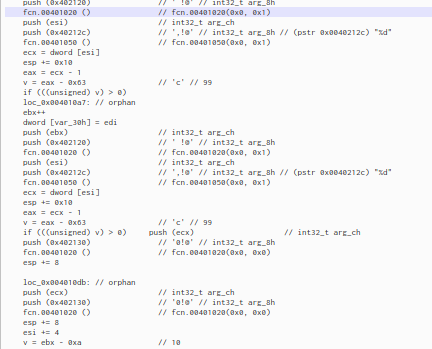 push (0x402120) // ' !@' // int32_t arg_8h
fcn.00401020 () // fcn.00401020(0x0, 0x1)
push (esi) // int32_t arg_ch
push (0x40212c) // ',!@' // int32_t arg_8h // (pstr 0x0040212c) "%d"
fcn.00401050 () // fcn.00401050(0x0, 0x1)
ecx = dword [esi]
esp += 0x10
eax = ecx - 1
v = eax - 0x63 // 'c' // 99
if (((unsigned) v) > 0)
loc_0x004010a7: // orphan
ebx++
dword [var_30h] = edi
push (ebx) // int32_t arg_ch
push (0x402120) // ' !@' // int32_t arg_8h
fcn.00401020 () // fcn.00401020(0x0, 0x1)
push (esi) // int32_t arg_ch
push (0x40212c) // ',!@' // int32_t arg_8h // (pstr 0x0040212c) "%d"
fcn.00401050 () // fcn.00401050(0x0, 0x1)
ecx = dword [esi]
esp += 0x10
eax = ecx - 1
v = eax - 0x63 // 'c' // 99
if (((unsigned) v) > 0) push (ecx) // int32_t arg_ch
push (0x402130) // '0!@' // int32_t arg_8h
fcn.00401020 () // fcn.00401020(0x0, 0x0)
esp += 8
loc_0x004010db: // orphan
push (ecx) // int32_t arg_ch
push (0x402130) // '0!@' // int32_t arg_8h
fcn.00401020 () // fcn.00401020(0x0, 0x0)
esp += 8
esi += 4
v = ebx - 0xa // 10